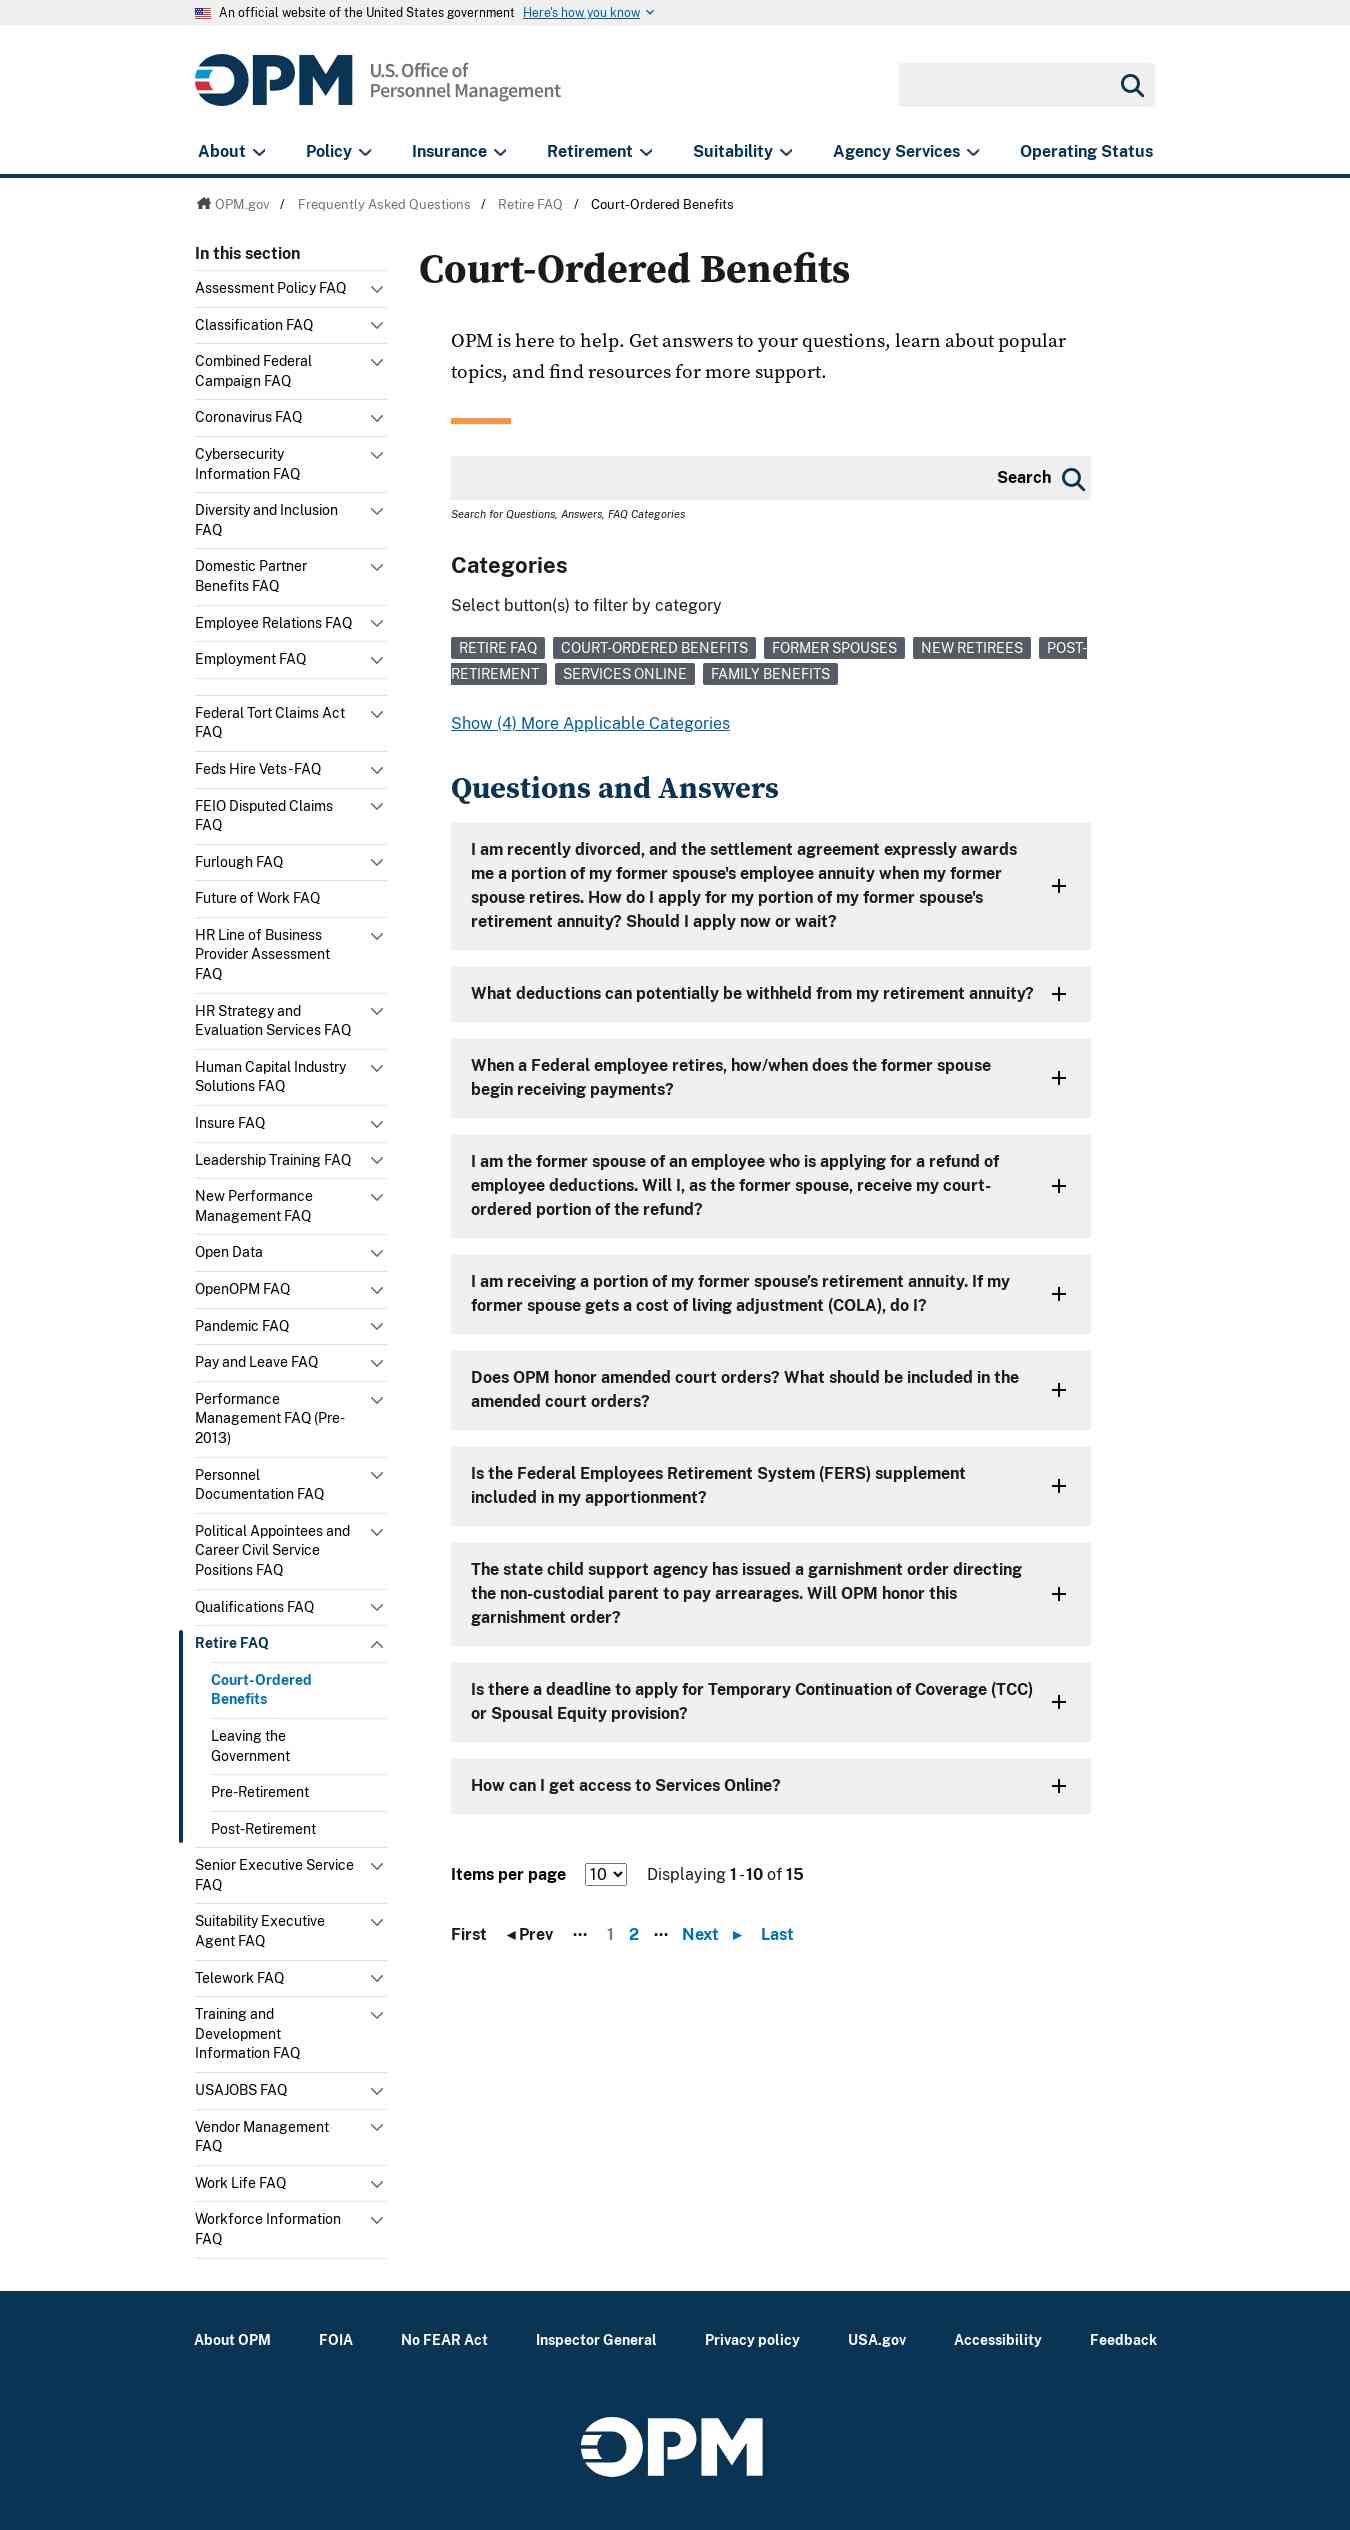 An official website of the United States government Here's how you know
OPM U.S. Office of
Personnel Management
About Policy Insurance Retirement Suitability Agency Services Operating Status
OPM.gov / Frequently Asked Questions / Retire FAQ / Court-Ordered Benefits
In this section
Assessment Policy FAQ
Classification FAQ
Combined Federal
Campaign FAQ
Coronavirus FAQ
Cybersecurity
Information FAQ
Diversity and Inclusion
FAQ
Domestic Partner
Benefits FAQ
Employee Relations FAQ
Employment FAQ
Federal Tort Claims Act
FAQ
Feds Hire Vets-FAQ
FEIO Disputed Claims
FAQ
Furlough FAQ
Future of Work FAQ
HR Line of Business
Provider Assessment
FAQ
HR Strategy and
Evaluation Services FAQ
Human Capital Industry
Solutions FAQ
Insure FAQ
Leadership Training FAQ
New Performance
Management FAQ
Open Data
OpenOPM FAQ
Pandemic FAQ
Pay and Leave FAQ
Performance
Management FAQ (Pre-
2013)
Personnel
Documentation FAQ
Political Appointees and
Career Civil Service
Positions FAQ
Qualifications FAQ
Retire FAQ
Court-Ordered
Benefits
Leaving the
Government
Pre-Retirement
Post-Retirement
Senior Executive Service
FAQ
Suitability Executive
Agent FAQ
Telework FAQ
Training and
Development
Information FAQ
USAJOBS FAQ
Vendor Management
FAQ
Work Life FAQ
Workforce Information
FAQ
Court-Ordered Benefits
OPM is here to help. Get answers to your questions, learn about popular
topics, and find resources for more support.
Search
Search for Questions, Answers, FAQ Categories
Categories
Select button(s) to filter by category
RETIRE FAQ COURT-ORDERED BENEFITS FORMER SPOUSES NEW RETIREES POST-
RETIREMENT SERVICES ONLINE FAMILY BENEFITS
Show (4) More Applicable Categories
Questions and Answers
I am recently divorced, and the settlement agreement expressly awards
me a portion of my former spouse's employee annuity when my former
spouse retires. How do I apply for my portion of my former spouse's
retirement annuity? Should I apply now or wait?
What deductions can potentially be withheld from my retirement annuity?
When a Federal employee retires, how/when does the former spouse
begin receiving payments?
I am the former spouse of an employee who is applying for a refund of
employee deductions. Will I, as the former spouse, receive my court-
ordered portion of the refund?
I am receiving a portion of my former spouse’s retirement annuity. If my
former spouse gets a cost of living adjustment (COLA), do I?
Does OPM honor amended court orders? What should be included in the
amended court orders?
Is the Federal Employees Retirement System (FERS) supplement
included in my apportionment?
The state child support agency has issued a garnishment order directing
the non-custodial parent to pay arrearages. Will OPM honor this
garnishment order?
Is there a deadline to apply for Temporary Continuation of Coverage (TCC)
or Spousal Equity provision?
How can I get access to Services Online?
Items per page 10 Displaying 1 - 10 of 15
First ◂ Prev ··· 1 2 ··· Next ▸ Last
About OPM FOIA No FEAR Act Inspector General Privacy policy USA.gov Accessibility Feedback
OPM